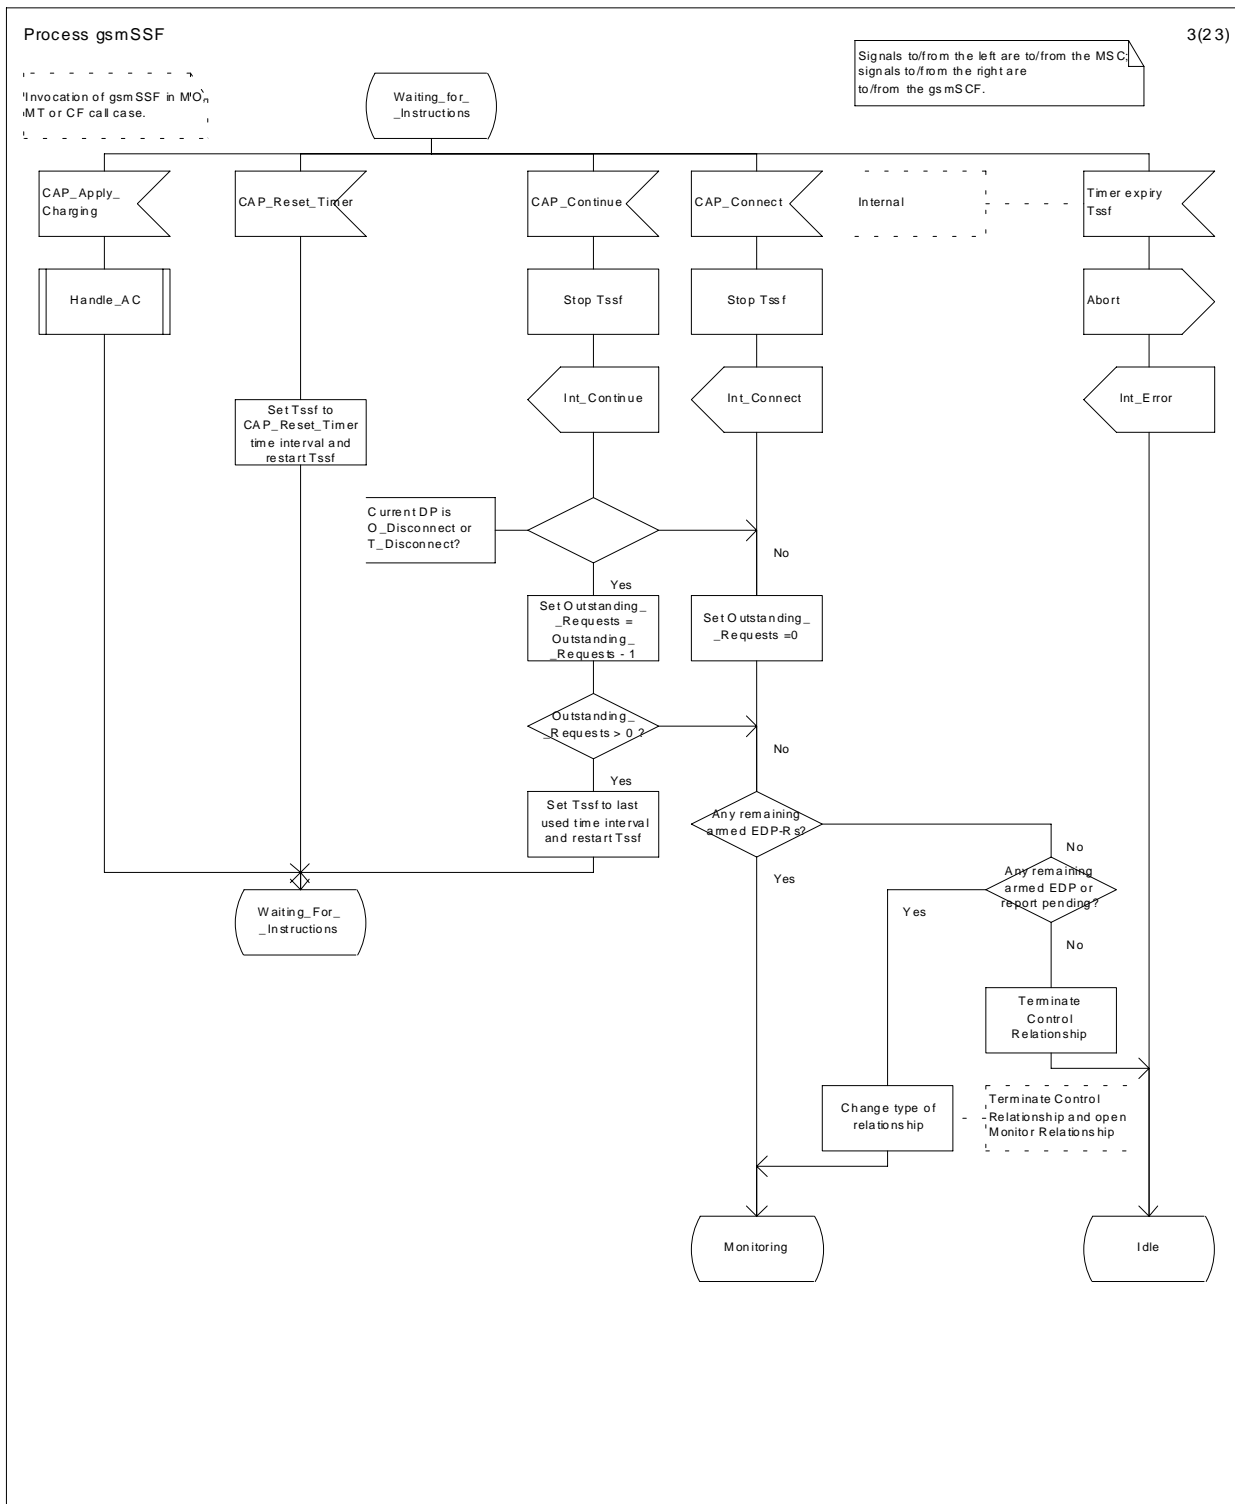 Process gsmSSF
3(23)
Signals to/from the left are to/from the MSC;
signals to/from the right are
to/from the gsmSCF.
Invocation of gsmSSF in MO,
MT or CF call case.
Waiting_for_
_Instructions
CAP_Apply_
Charging
CAP_Reset_Timer
CAP_Continue
CAP_Connect
Internal
Timer expiry
Tssf
Handle_AC
Stop Tssf
Stop Tssf
Abort
Int_Continue
Int_Connect
Int_Error
Set Tssf to
CAP_Reset_Timer
time interval and
restart Tssf
Current DP is
O_Disconnect or
T_Disconnect?
No
Yes
Set Outstanding_
_Requests =
Outstanding_
_Requests - 1
Set Outstanding_
_Requests =0
Outstanding_
_Requests > 0 ?
No
Yes
Set Tssf to last
used time interval
and restart Tssf
Any remaining
armed EDP-Rs?
No
Yes
Any remaining
armed EDP or
report pending?
Yes
No
Waiting_For_
_Instructions
Terminate
Control
Relationship
Change type of
relationship
Terminate Control
Relationship and open
Monitor Relationship
Monitoring
Idle